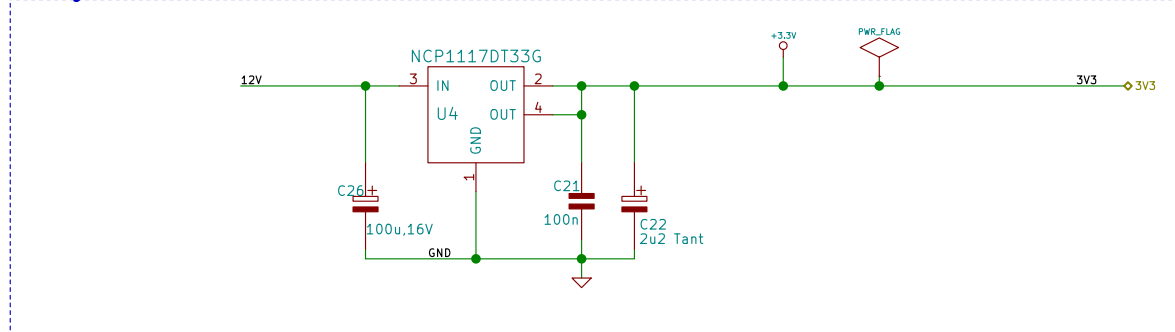 NCP1117DT33G
+3.3V
PWR_FLAG
12V
3
IN
OUT
2
3V3
3V3
U4
OUT
4
GND
1
C26
+
100u,16V
C21
100n
+
C22
2u2 Tant
GND